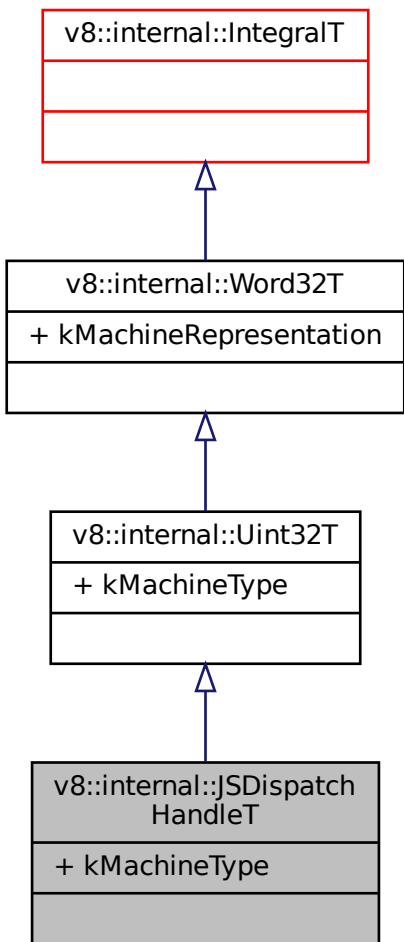 v8::internal::IntegralT
v8::internal::Word32T
+ kMachineRepresentation
v8::internal::Uint32T
+ kMachineType
v8::internal::JSDispatch
HandleT
+ kMachineType